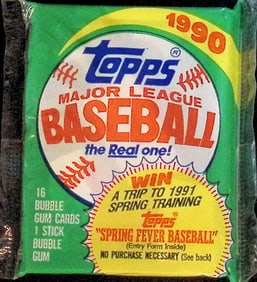 1990
Topps®
MAJOR LEAGUE
BASEBALL
the Real one!
WIN
A TRIP TO 1991
SPRING TRAINING
Topps®
"SPRING FEVER BASEBALL"
(Entry Form Inside)
NO PURCHASE NECESSARY (See back)
16
BUBBLE
GUM CARDS
1 STICK
BUBBLE
GUM